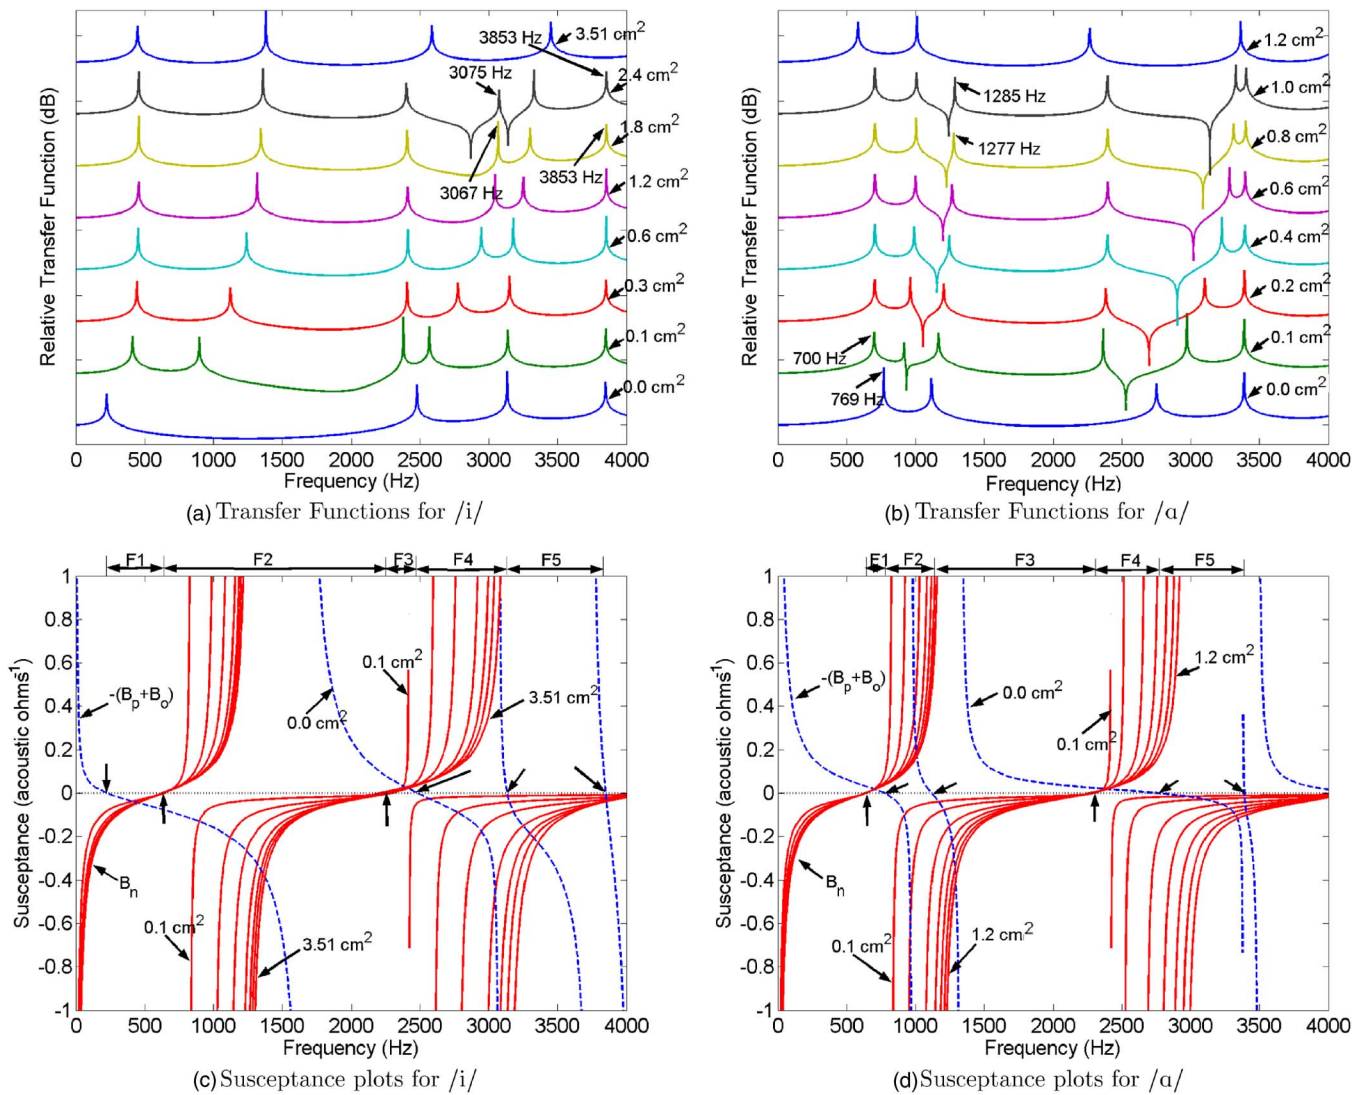 Relative Transfer Function (dB)
3853 Hz
3.51 cm²
3075 Hz
2.4 cm²
1.8 cm²
3067 Hz
3853 Hz
1.2 cm²
0.6 cm²
0.3 cm²
0.1 cm²
0.0 cm²
0 500 1000 1500 2000 2500 3000 3500 4000
Frequency (Hz)
(a) Transfer Functions for /i/
Relative Transfer Function (dB)
1.2 cm²
1285 Hz
1.0 cm²
1277 Hz
0.8 cm²
0.6 cm²
0.4 cm²
0.2 cm²
700 Hz
0.1 cm²
769 Hz
0.0 cm²
0 500 1000 1500 2000 2500 3000 3500 4000
Frequency (Hz)
(b) Transfer Functions for /ɑ/
F1 F2 F3 F4 F5
Susceptance (acoustic ohms⁻¹)
1
0.8
0.6
0.4
0.2
0
-0.2
-0.4
-0.6
-0.8
-1
-(Bₚ+Bₒ)
0.0 cm²
0.1 cm²
3.51 cm²
Bₙ
0.1 cm²
3.51 cm²
0 500 1000 1500 2000 2500 3000 3500 4000
Frequency (Hz)
(c) Susceptance plots for /i/
F1 F2 F3 F4 F5
Susceptance (acoustic ohms⁻¹)
1
0.8
0.6
0.4
0.2
0
-0.2
-0.4
-0.6
-0.8
-1
-(Bₚ+Bₒ)
0.0 cm²
0.1 cm²
1.2 cm²
Bₙ
0.1 cm²
1.2 cm²
0 500 1000 1500 2000 2500 3000 3500 4000
Frequency (Hz)
(d) Susceptance plots for /ɑ/